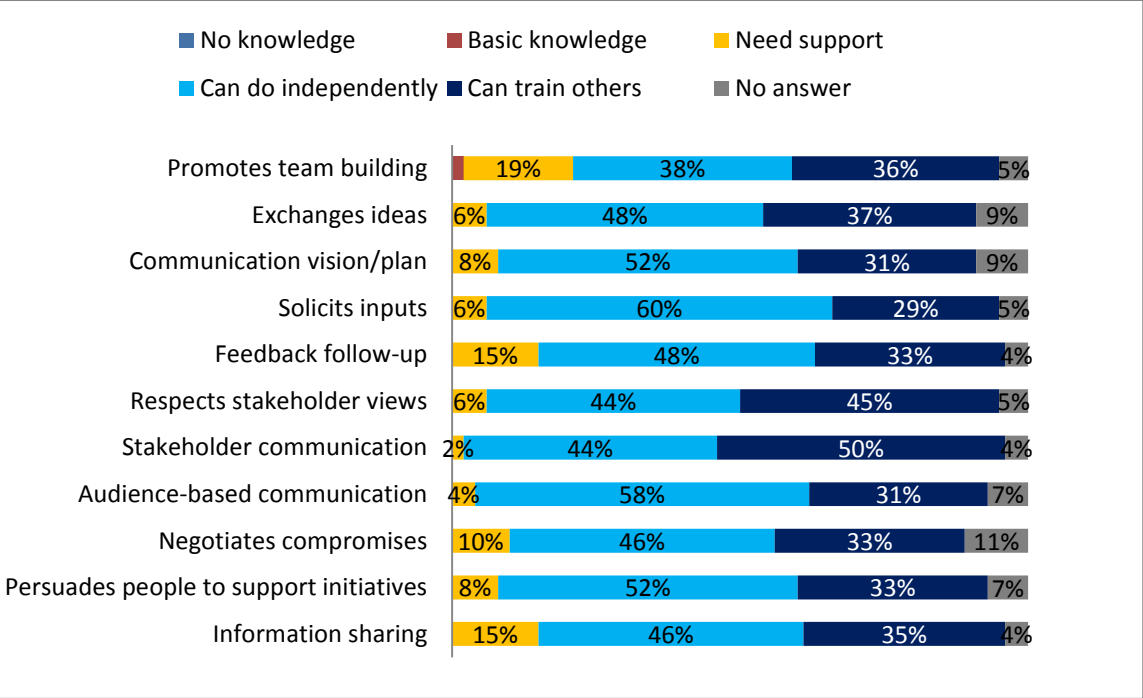 No knowledge Basic knowledge Need support
Can do independently Can train others No answer
Promotes team building 19% 38% 36% 5%
Exchanges ideas 6% 48% 37% 9%
Communication vision/plan 8% 52% 31% 9%
Solicits inputs 6% 60% 29% 5%
Feedback follow-up 15% 48% 33% 4%
Respects stakeholder views 6% 44% 45% 5%
Stakeholder communication 2% 44% 50% 4%
Audience-based communication 4% 58% 31% 7%
Negotiates compromises 10% 46% 33% 11%
Persuades people to support initiatives 8% 52% 33% 7%
Information sharing 15% 46% 35% 4%